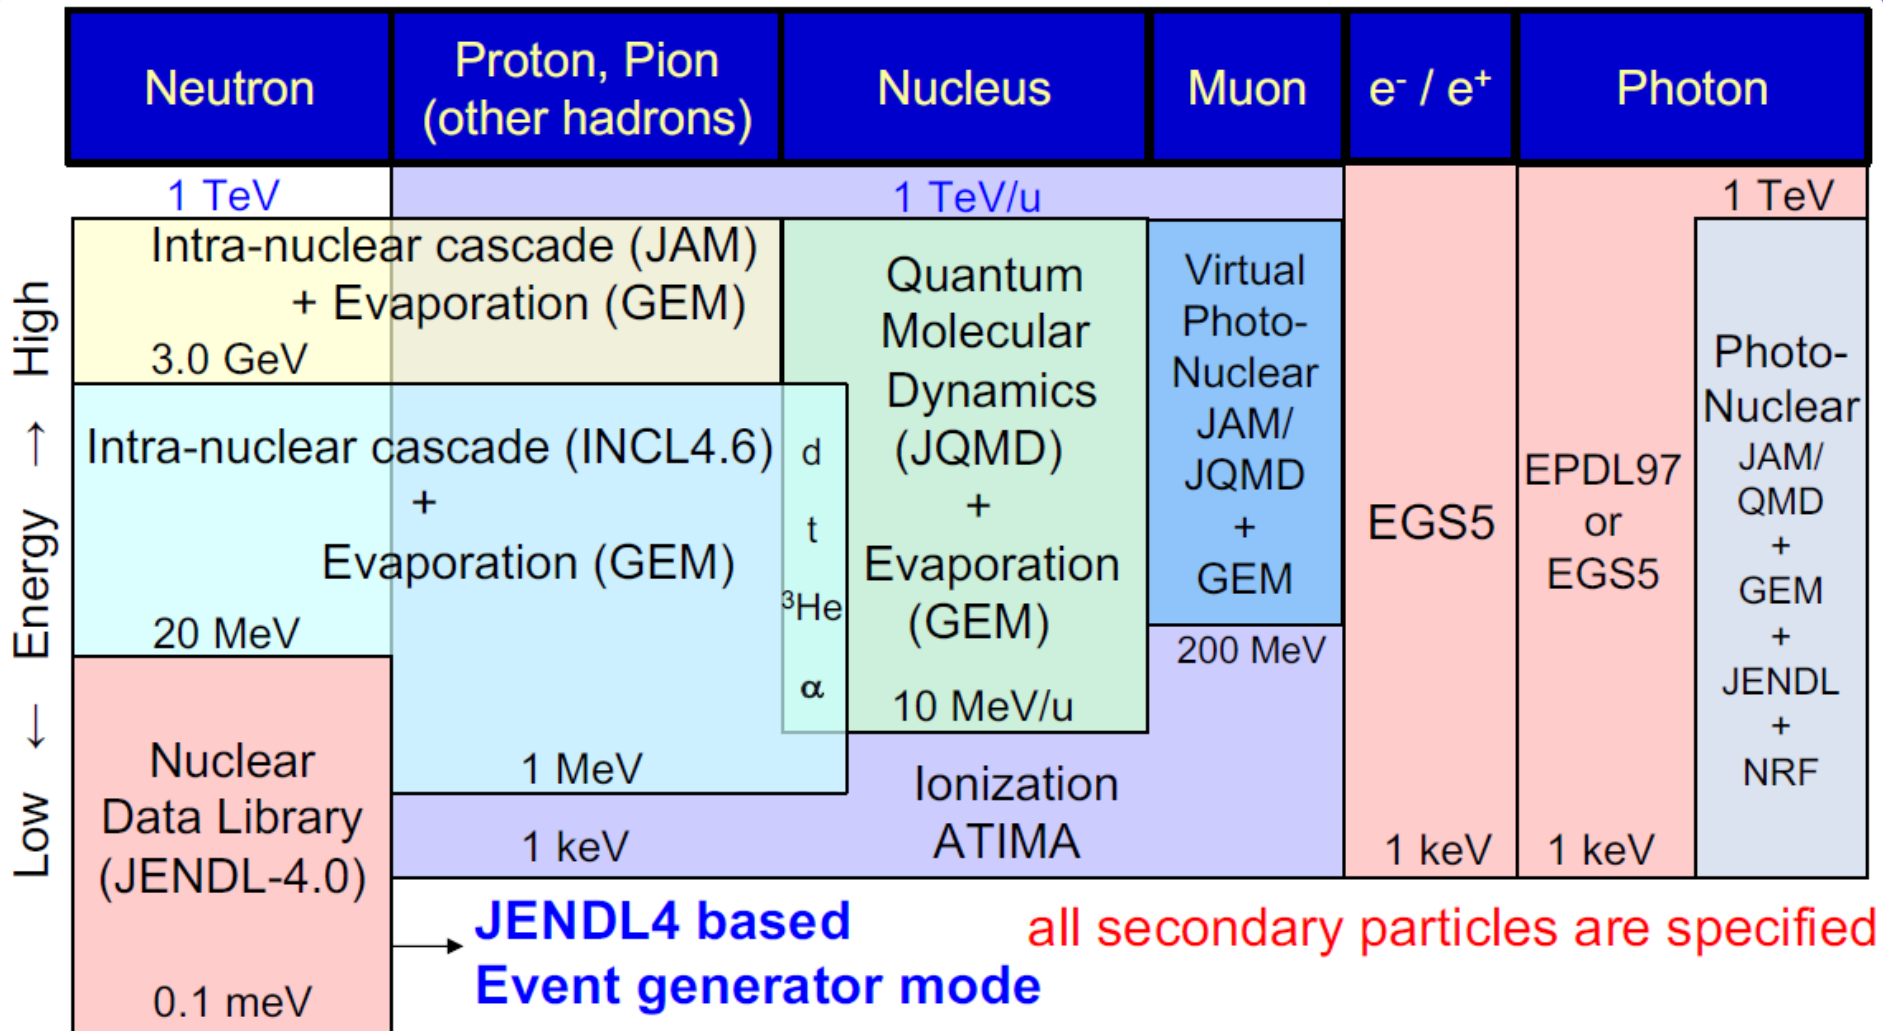 Neutron
Proton, Pion
(other hadrons)
Nucleus
Muon
e⁻ / e⁺
Photon
1 TeV
1 TeV/u
1 TeV
Intra-nuclear cascade (JAM)
+ Evaporation (GEM)
3.0 GeV
Intra-nuclear cascade (INCL4.6)
+
Evaporation (GEM)
20 MeV
1 MeV
1 keV
d
t
³He
α
Quantum
Molecular
Dynamics
(JQMD)
+
Evaporation
(GEM)
10 MeV/u
Ionization
ATIMA
Virtual
Photo-
Nuclear
JAM/
JQMD
+
GEM
200 MeV
EGS5
1 keV
EPDL97
or
EGS5
1 keV
Photo-
Nuclear
JAM/
QMD
+
GEM
+
JENDL
+
NRF
Nuclear
Data Library
(JENDL-4.0)
0.1 meV
Low ← Energy → High
JENDL4 based
Event generator mode
all secondary particles are specified